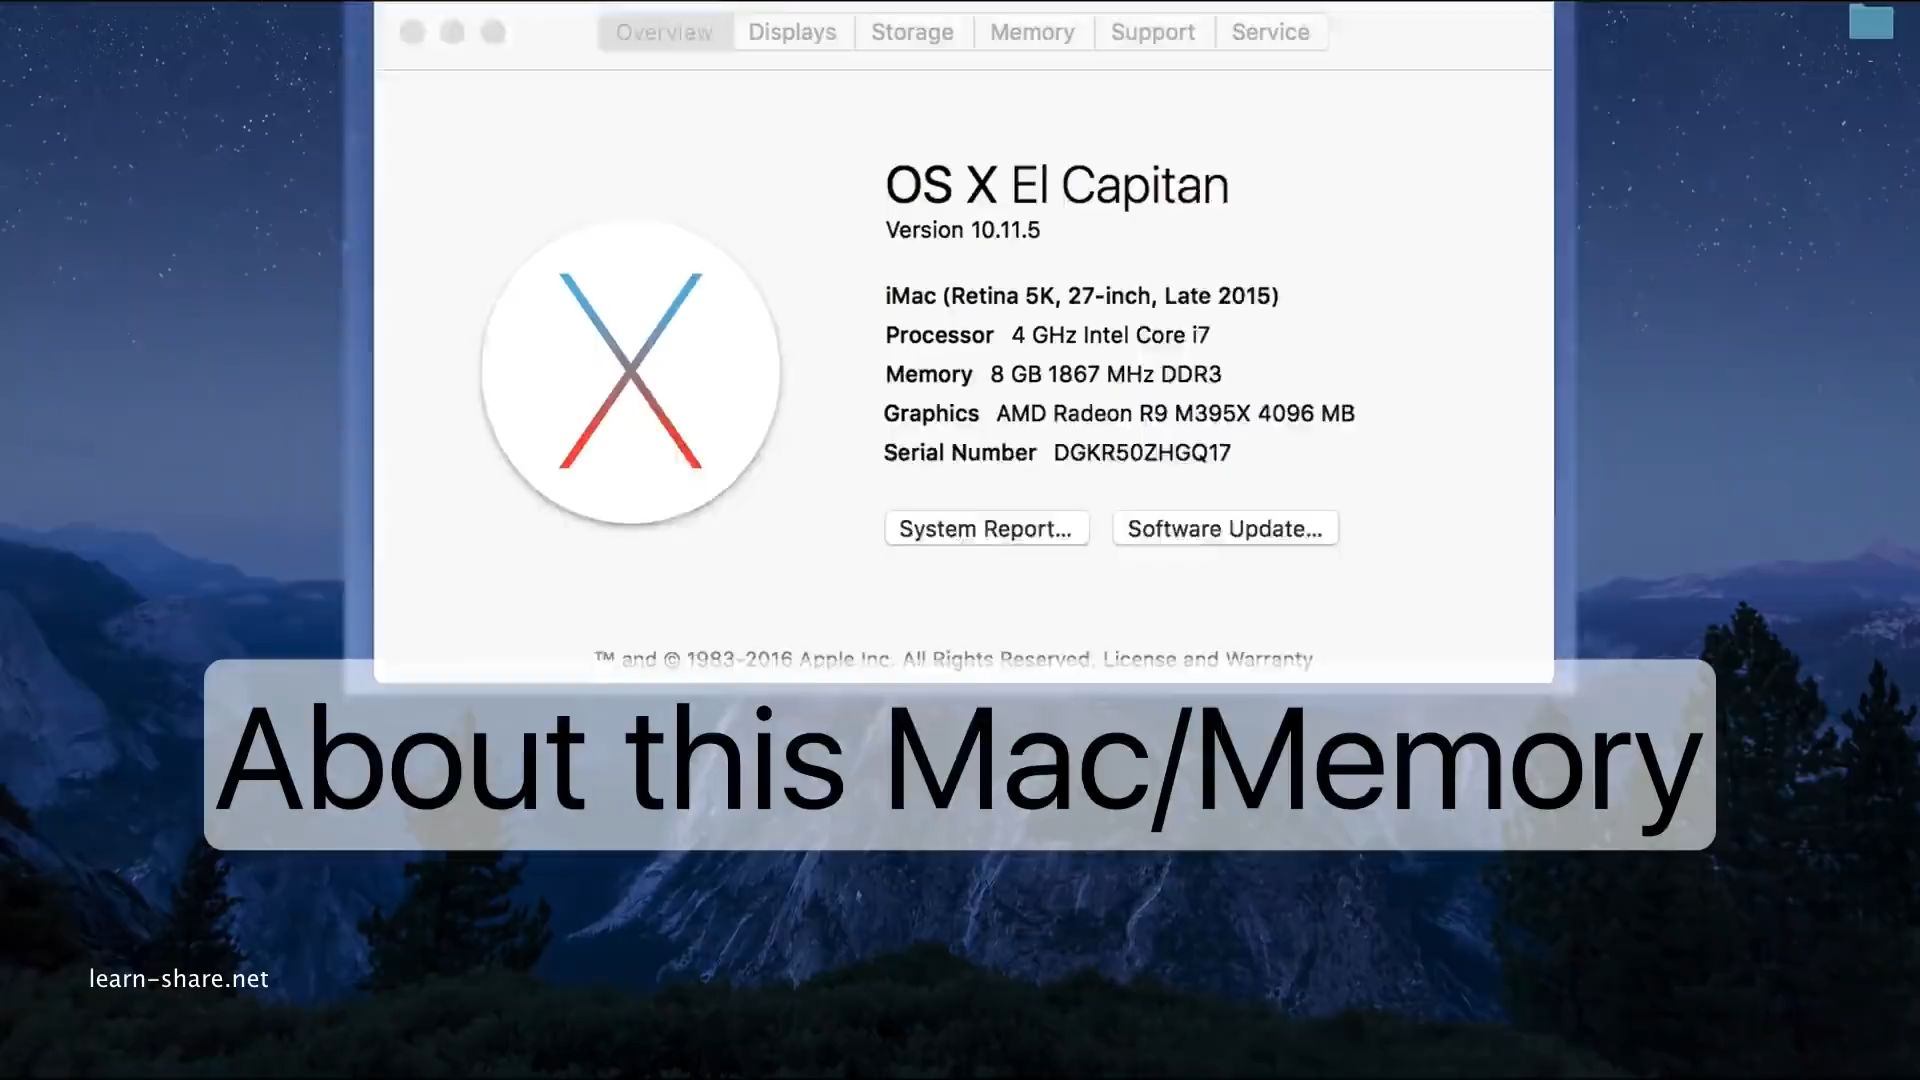 Overview Displays Storage Memory Support Service
OS X El Capitan
Version 10.11.5
iMac (Retina 5K, 27-inch, Late 2015)
Processor 4 GHz Intel Core i7
Memory 8 GB 1867 MHz DDR3
Graphics AMD Radeon R9 M395X 4096 MB
Serial Number DGKR50ZHGQ17
System Report... Software Update...
™ and © 1983-2016 Apple Inc. All Rights Reserved. License and Warranty
About this Mac/Memory
learn-share.net